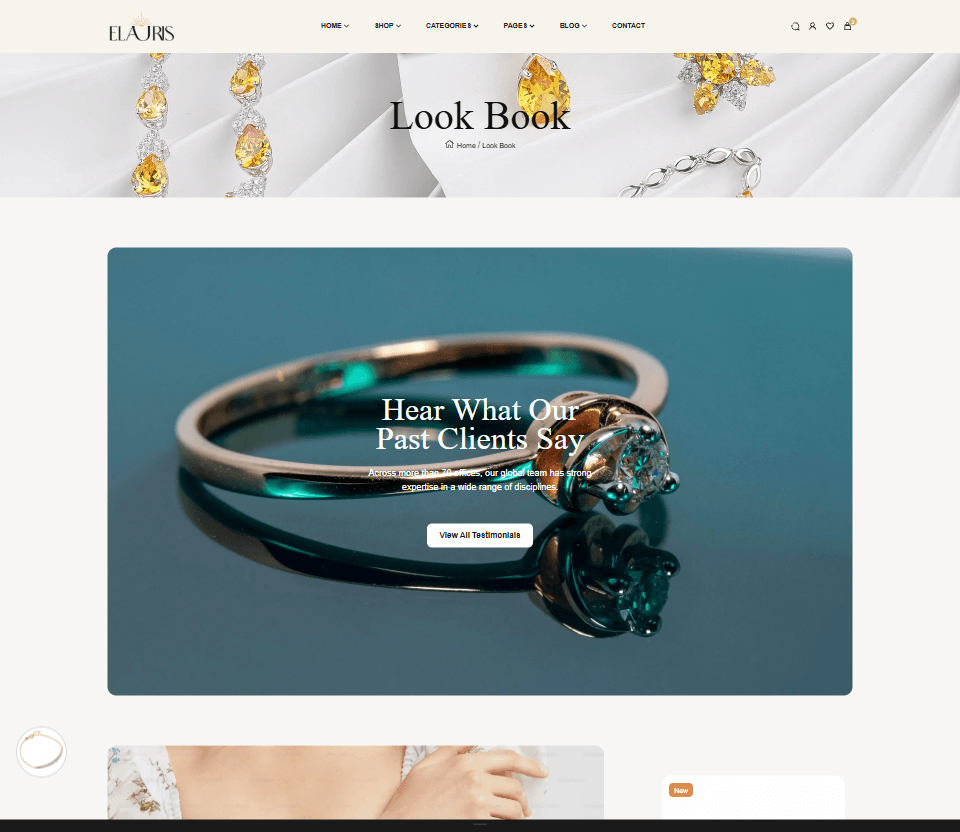 ELAURIS
HOME
SHOP
CATEGORIES
PAGES
BLOG
CONTACT
Look Book
Home / Look Book
Hear What Our
Past Clients Say
Across more than 70 offices, our global team has strong
expertise in a wide range of disciplines.
View All Testimonials
New